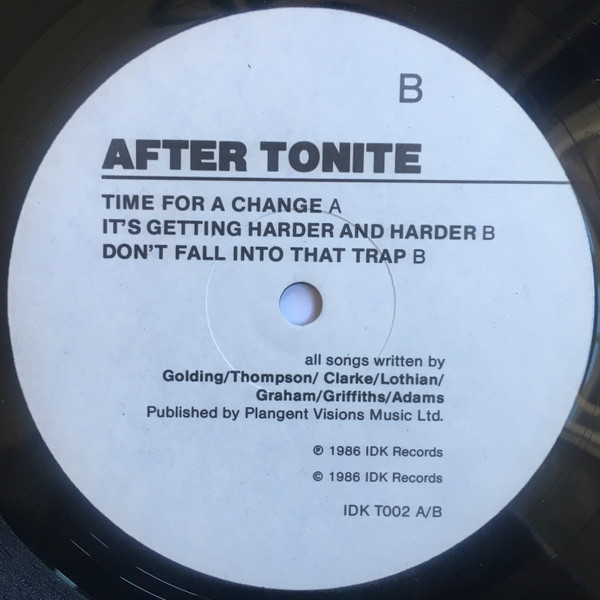 B
AFTER TONITE
TIME FOR A CHANGE A
IT'S GETTING HARDER AND HARDER B
DON'T FALL INTO THAT TRAP B
all songs written by
Golding/Thompson/ Clarke/Lothian/
Graham/Griffiths/Adams
Published by Plangent Visions Music Ltd.
℗ 1986 IDK Records
© 1986 IDK Records
IDK T002 A/B